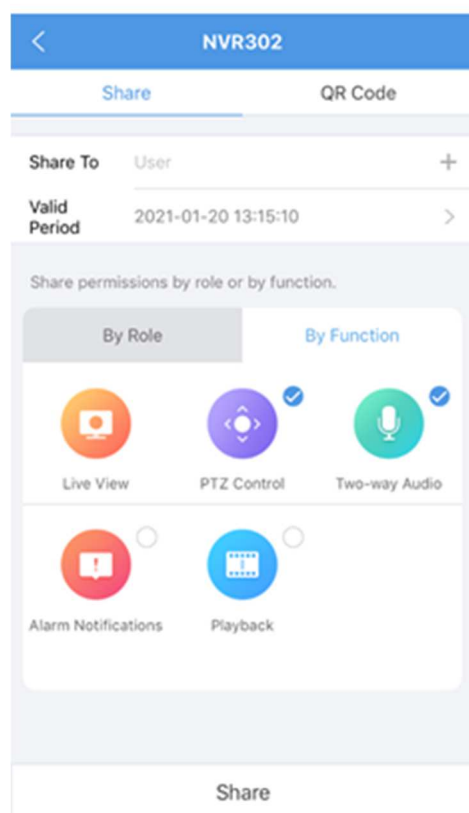 NVR302
Share QR Code
Share To User
Valid Period 2021-01-20 13:15:10
Share permissions by role or by function.
By Role By Function
Live View PTZ Control Two-way Audio
Alarm Notifications Playback
Share